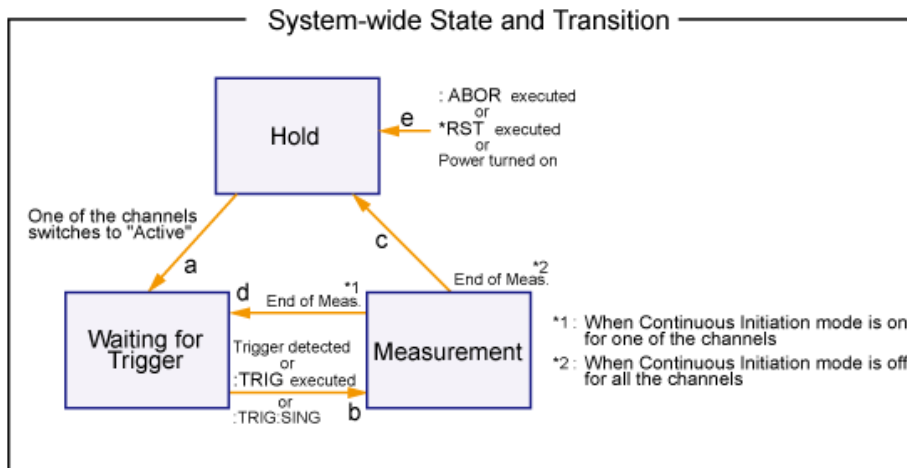 System-wide State and Transition
Hold
e
: ABOR executed
or
*RST executed
or
Power turned on
One of the channels
switches to "Active"
a
c
*2
End of Meas.
d
*1
End of Meas.
Waiting for
Trigger
Trigger detected
or
:TRIG executed
or
:TRIG:SING
b
Measurement
*1: When Continuous Initiation mode is on
for one of the channels
*2: When Continuous Initiation mode is off
for all the channels